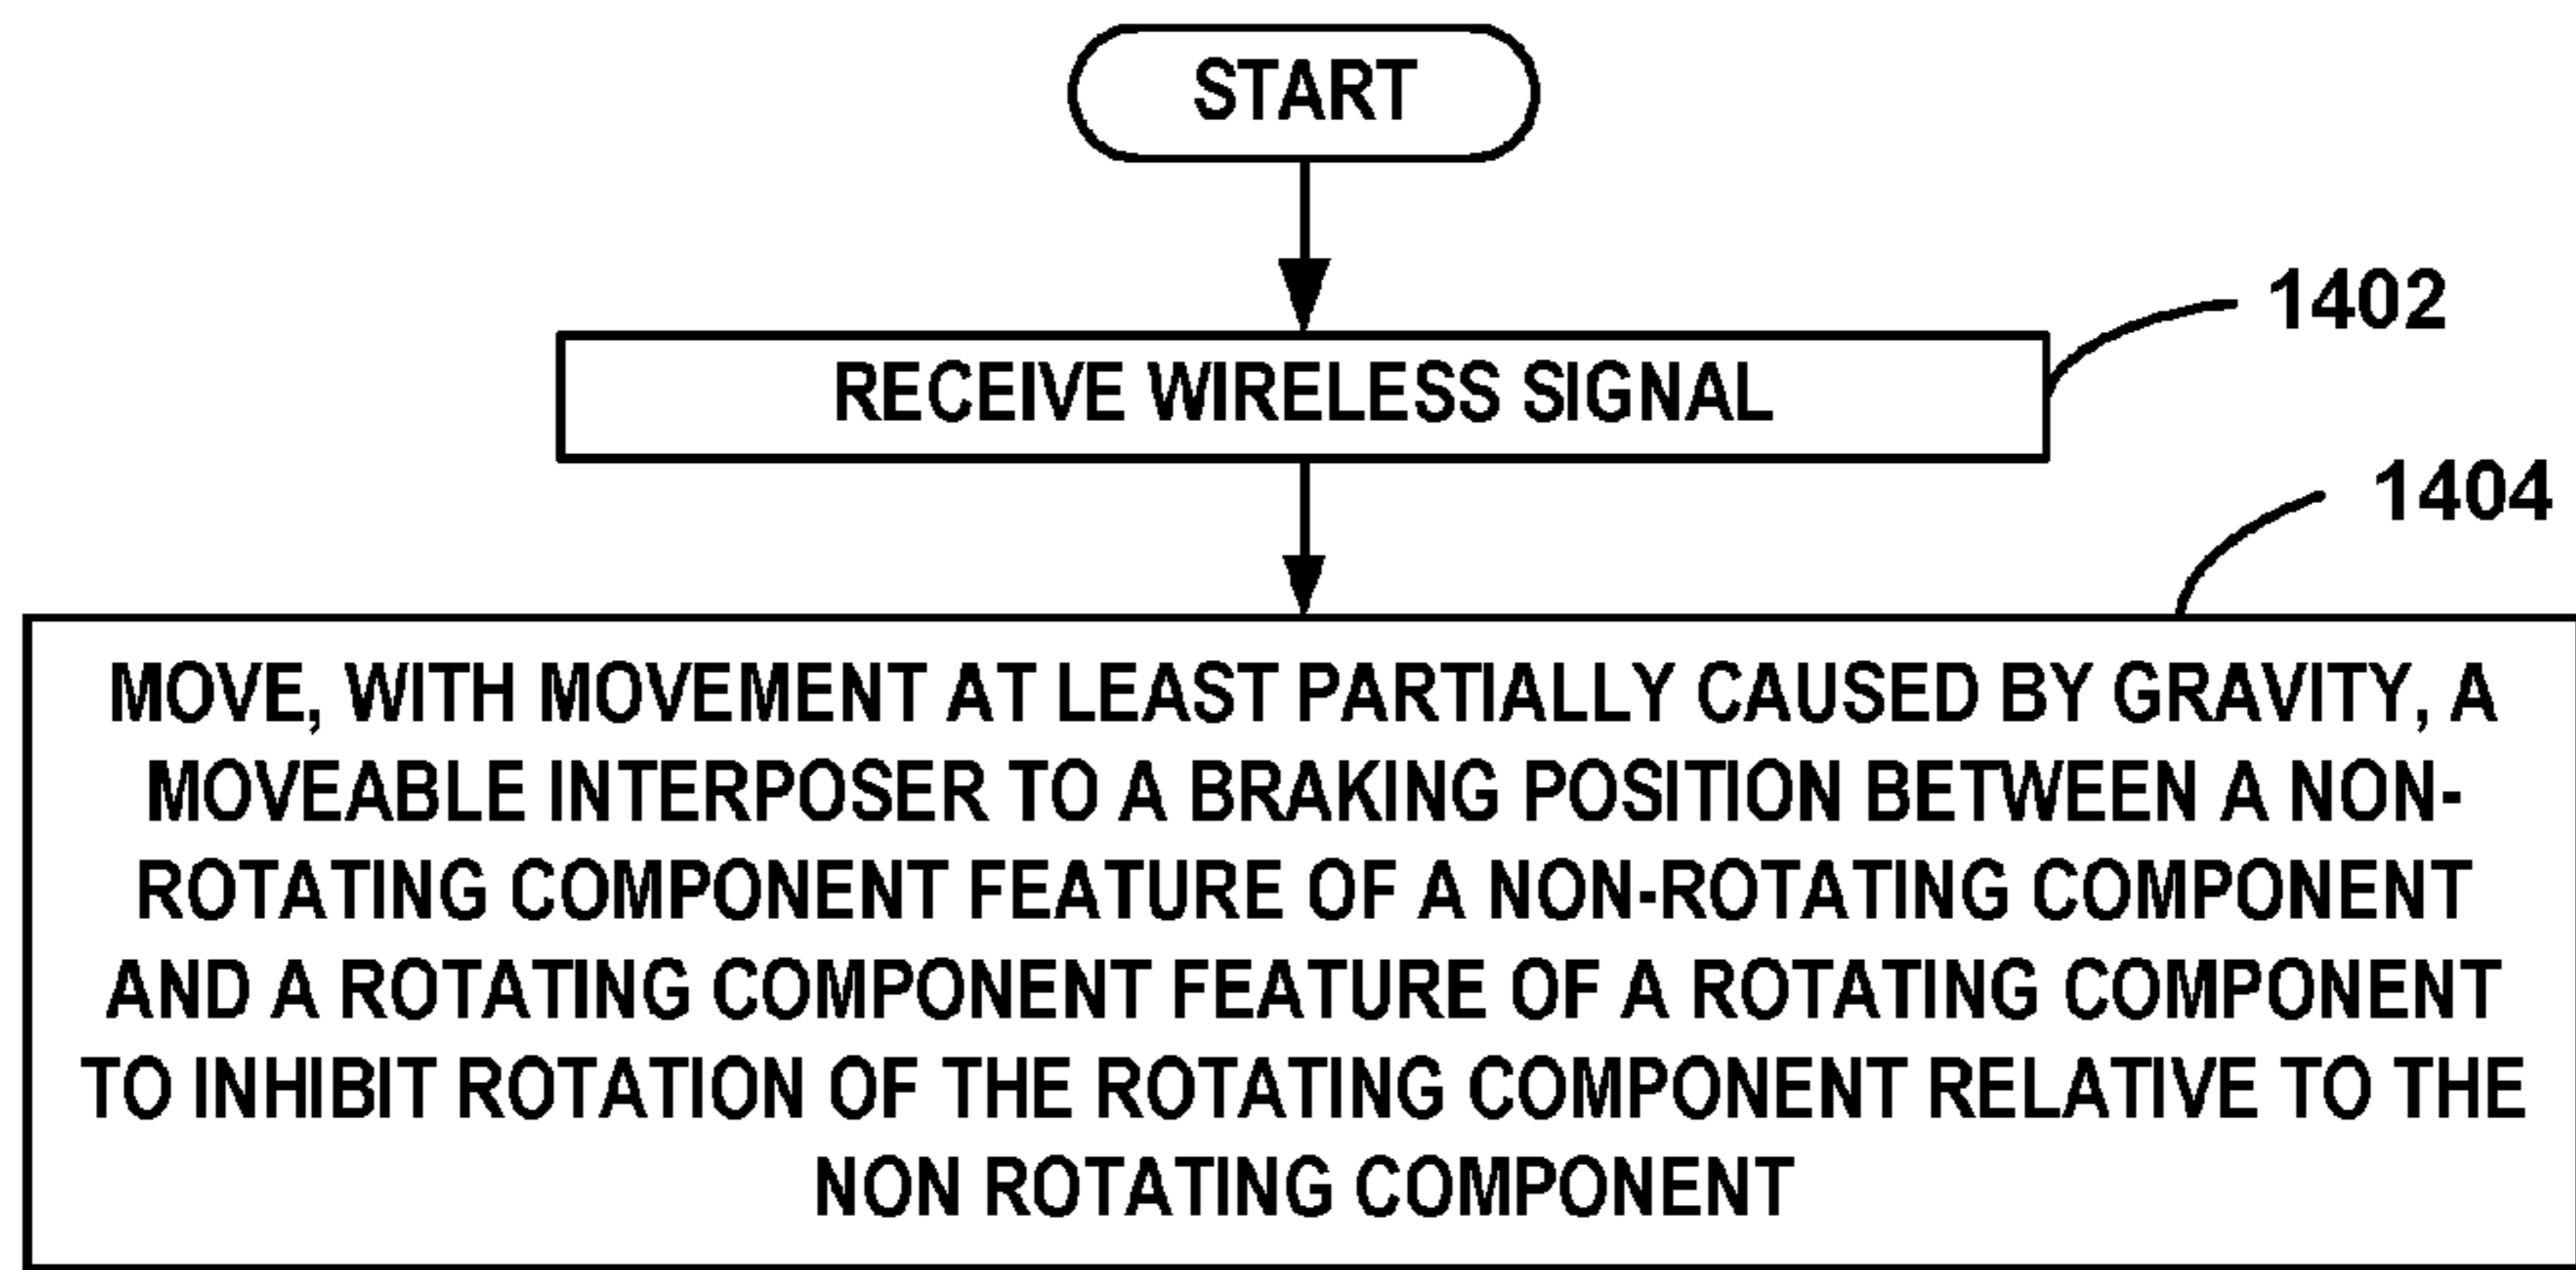 START
RECEIVE WIRELESS SIGNAL
1402
1404
MOVE, WITH MOVEMENT AT LEAST PARTIALLY CAUSED BY GRAVITY, A
MOVEABLE INTERPOSER TO A BRAKING POSITION BETWEEN A NON-
ROTATING COMPONENT FEATURE OF A NON-ROTATING COMPONENT
AND A ROTATING COMPONENT FEATURE OF A ROTATING COMPONENT
TO INHIBIT ROTATION OF THE ROTATING COMPONENT RELATIVE TO THE
NON ROTATING COMPONENT